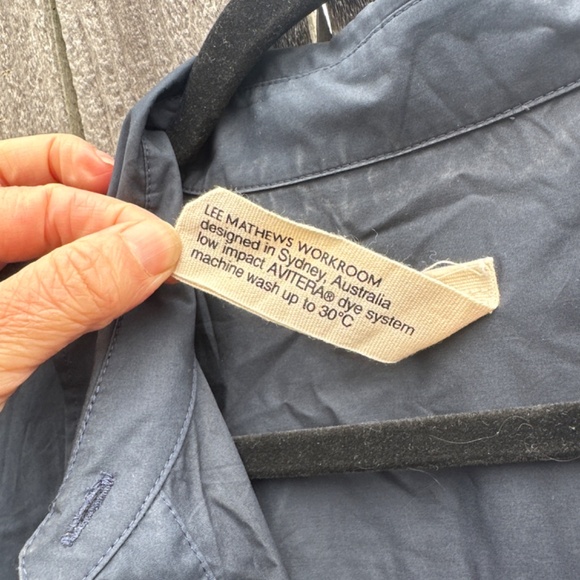 LEE MATHEWS WORKROOM
designed in Sydney, Australia
low impact AVITERA® dye system
machine wash up to 30°C